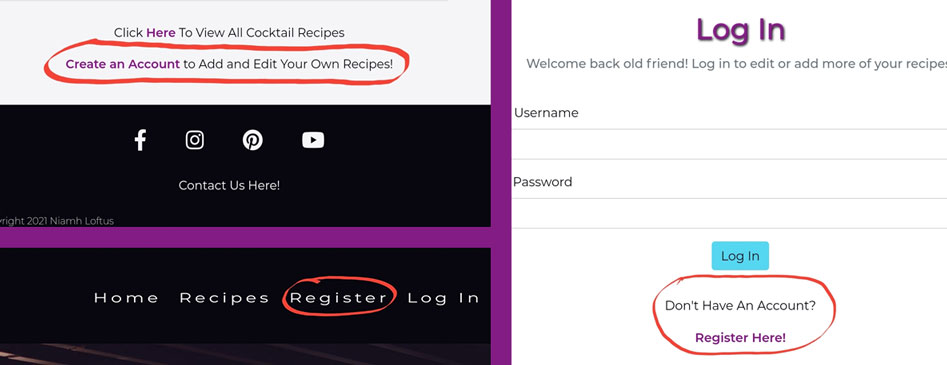 Click Here To View All Cocktail Recipes
Create an Account to Add and Edit Your Own Recipes!
Contact Us Here!
2021 Niamh Loftus
Home Recipes Register Log In
Log In
Welcome back old friend! Log in to edit or add more of your recipes
Username
Password
Log In
Don't Have An Account?
Register Here!